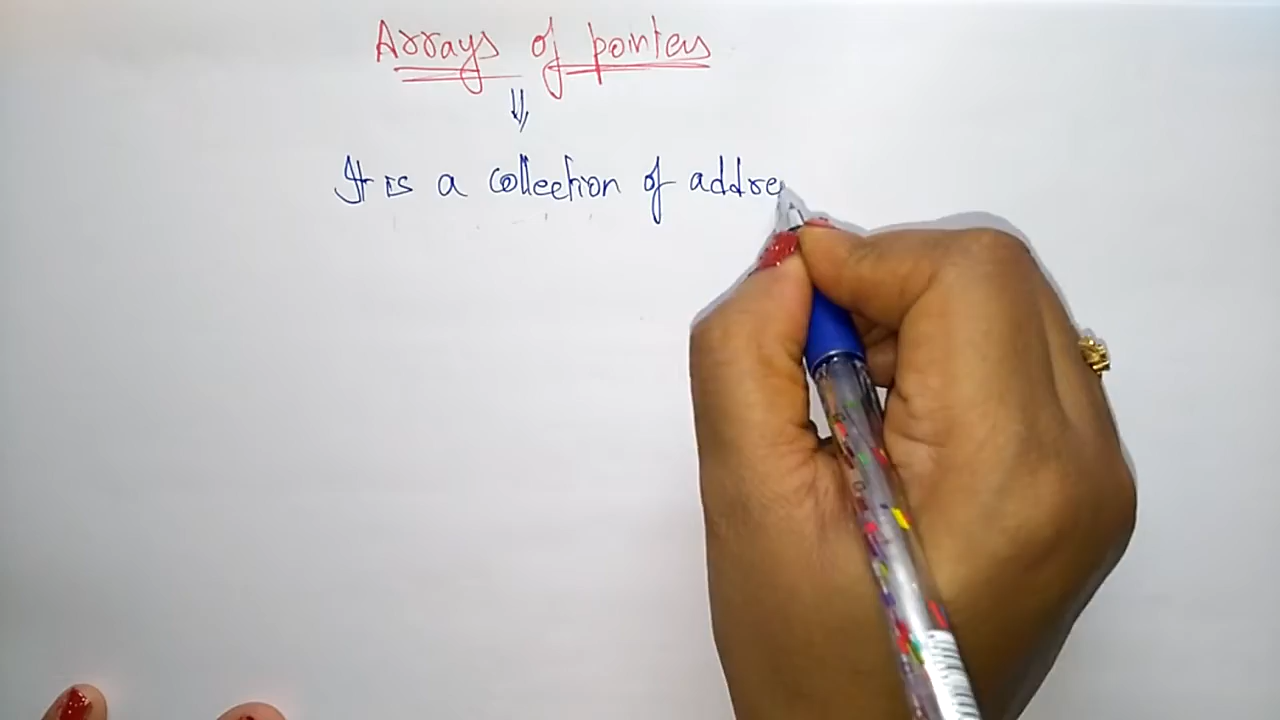 Arrays of pointers
It is a collection of addre